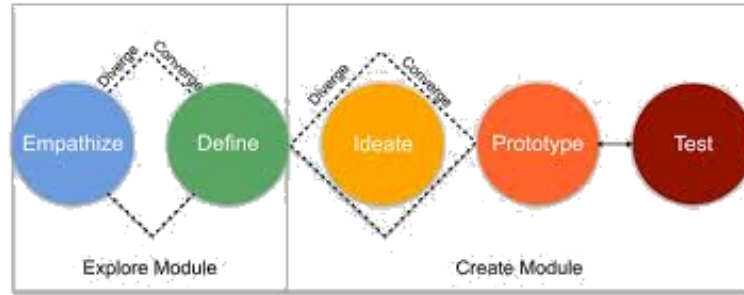 Diverge
Converge
Empathize
Define
Explore Module
Diverge
Converge
Ideate
Prototype
Test
Create Module